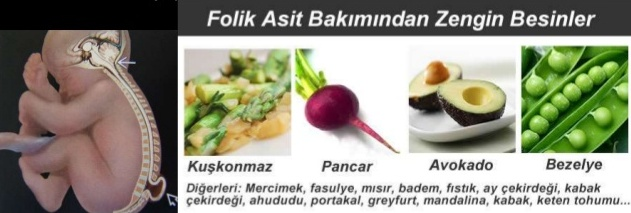 Folik Asit Bakımından Zengin Besinler
Kuşkonmaz Pancar Avokado Bezelye
Diğerleri: Mercimek, fasulye, mısır, badem, fıstık, ay çekirdeği, kabak
çekirdeği, ahududu, portakal, greyfurt, mandalina, kabak, keten tohumu...